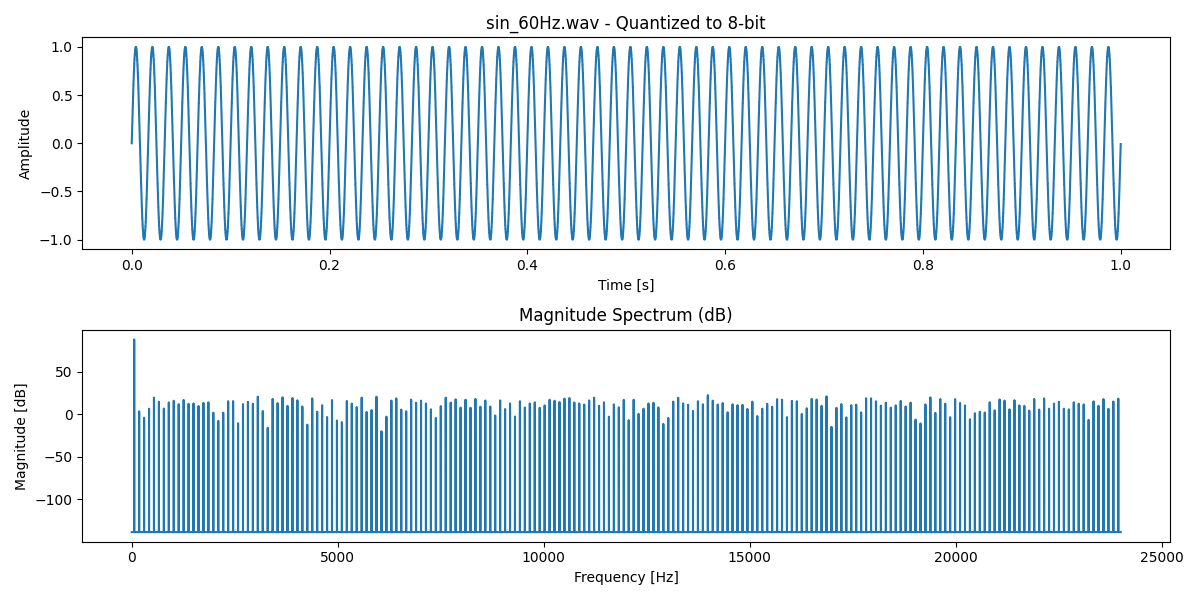 sin_60Hz.wav - Quantized to 8-bit
1.0
0.5
0.0
−0.5
−1.0
Amplitude
0.0 0.2 0.4 0.6 0.8 1.0
Time [s]
Magnitude Spectrum (dB)
50
0
−50
−100
Magnitude [dB]
0 5000 10000 15000 20000 25000
Frequency [Hz]